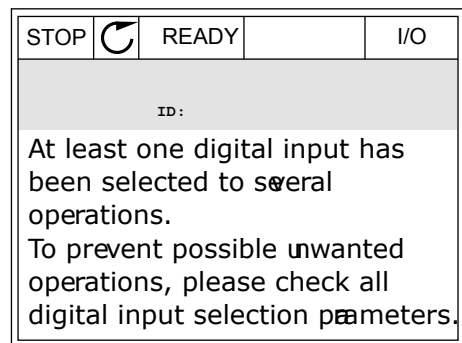 STOP READY I/O
ID:
At least one digital input has
been selected to several
operations.
To prevent possible unwanted
operations, please check all
digital input selection parameters.